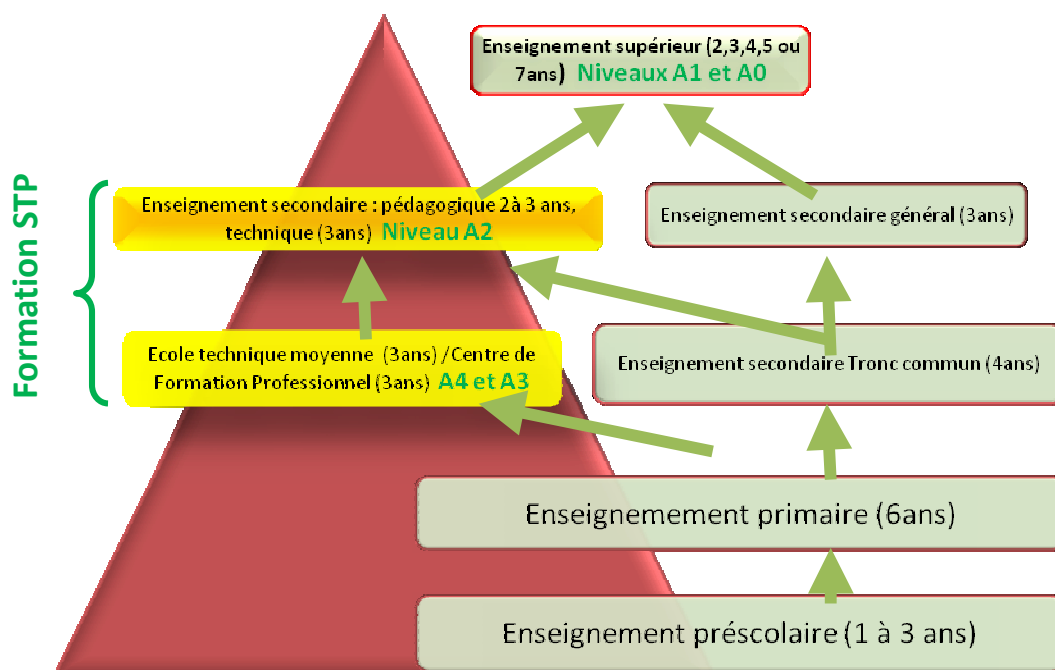 Enseignement supérieur (2,3,4,5 ou
7ans) Niveaux A1 et A0
Formation STP
Enseignement secondaire : pédagogique 2à 3 ans,
technique (3ans) Niveau A2
Enseignement secondaire général (3ans)
Ecole technique moyenne (3ans) /Centre de
Formation Professionnel (3ans) A4 et A3
Enseignement secondaire Tronc commun (4ans)
Enseignemement primaire (6ans)
Enseignement préscolaire (1 à 3 ans)